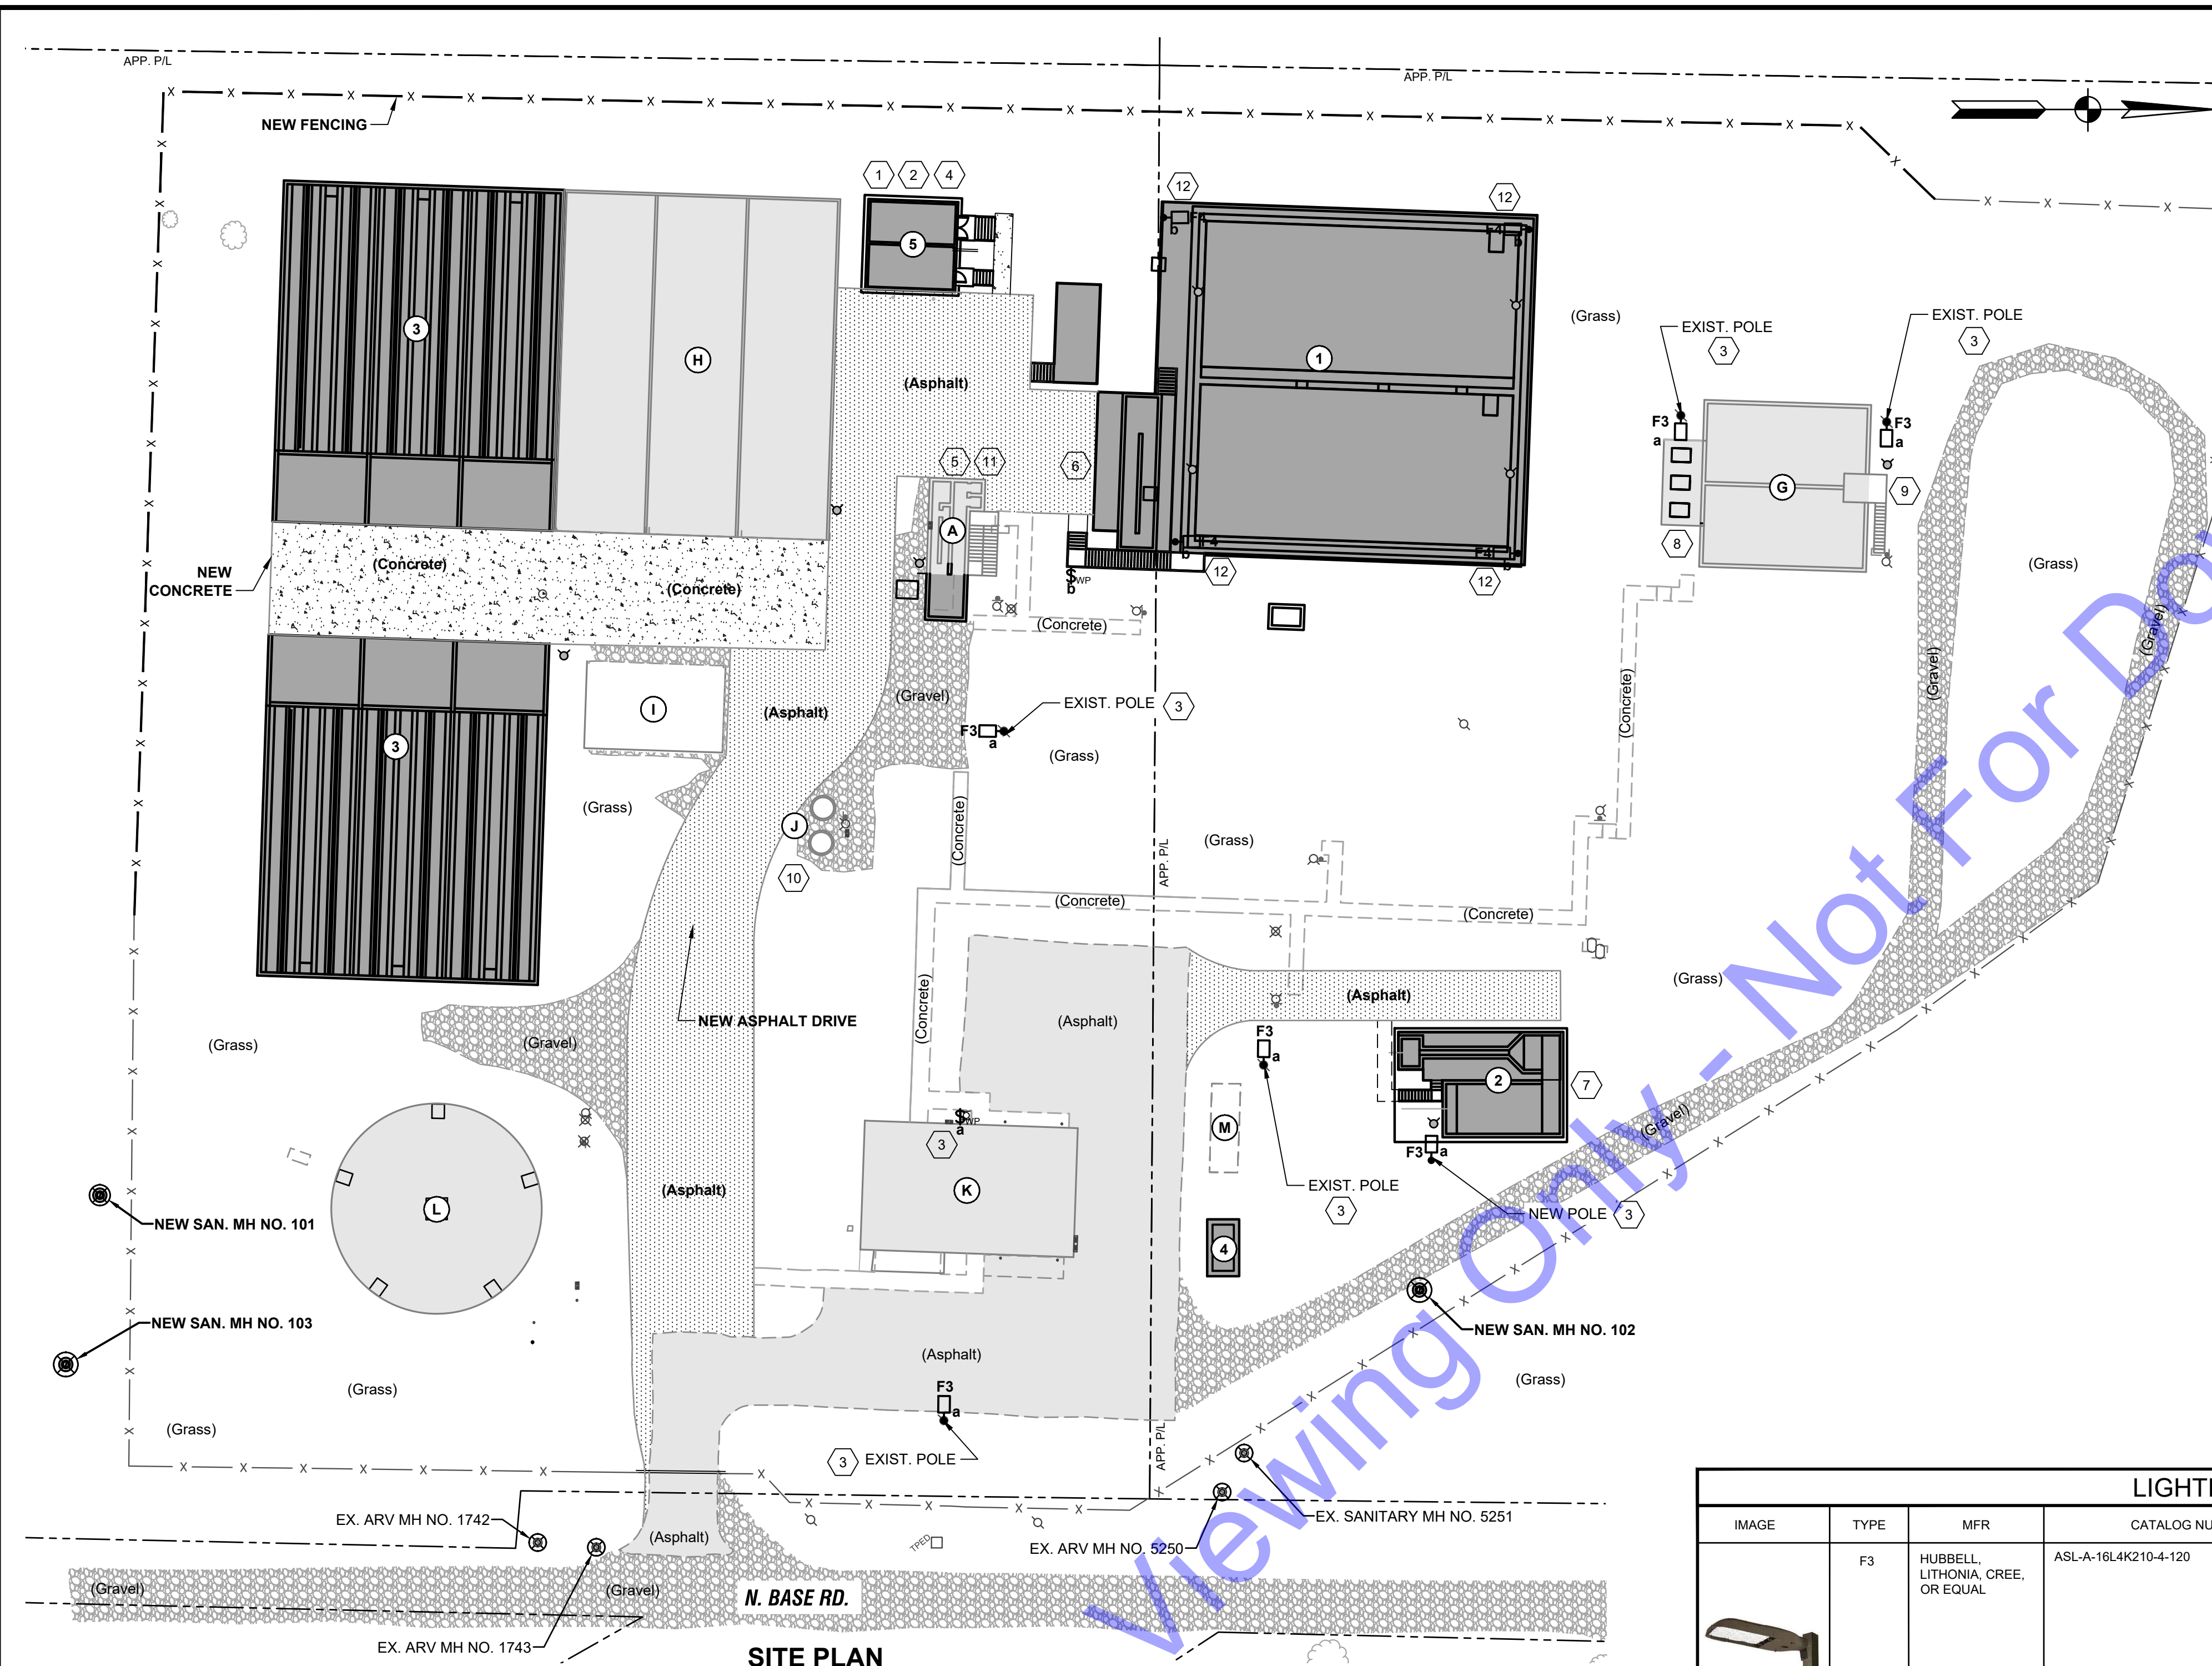 APP. P/L
APP. P/L
NEW FENCING
1 2 4
12
12
5
F4
b
F4
b
3
H
1
(Grass)
EXIST. POLE
3
EXIST. POLE
3
(Asphalt)
F3
a
F3
a
5 11
6
G
9
A
8
NEW
CONCRETE
(Concrete)
(Concrete)
F4
b
F4
b
12
12
$WP
b
(Concrete)
(Grass)
(Gravel)
(Gravel)
(Concrete)
(Gravel)
I
(Asphalt)
EXIST. POLE 3
F3
a
(Grass)
3
(Grass)
J
(Concrete)
(Grass)
APP. P/L
10
(Concrete)
(Concrete)
(Grass)
(Concrete)
(Asphalt)
(Asphalt)
NEW ASPHALT DRIVE
(Grass)
(Gravel)
F3
a
2
7
(Gravel)
M
$WP
a
3
F3 a
EXIST. POLE
3
NEW POLE 3
K
(Asphalt)
L
NEW SAN. MH NO. 101
4
NEW SAN. MH NO. 103
NEW SAN. MH NO. 102
(Asphalt)
(Grass)
(Grass)
F3
a
(Grass)
3 EXIST. POLE
APP. P/L
EX. ARV MH NO. 1742
EX. SANITARY MH NO. 5251
(Asphalt)
TPED
EX. ARV MH NO. 5250
(Gravel)
(Gravel)
N. BASE RD.
EX. ARV MH NO. 1743
SITE PLAN
LIGHT
IMAGE TYPE MFR CATALOG NU
F3 HUBBELL, ASL-A-16L4K210-4-120
LITHONIA, CREE,
OR EQUAL
Viewing Only - Not For Do